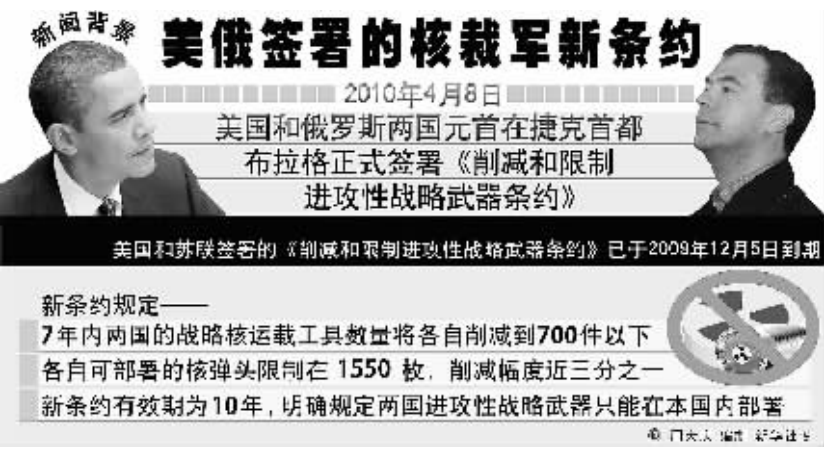 新闻背景
美俄签署的核裁军新条约
2010年4月8日
美国和俄罗斯两国元首在捷克首都
布拉格正式签署《削减和限制
进攻性战略武器条约》
美国和苏联签署的《削减和限制进攻性战略武器条约》已于2009年12月5日到期
新条约规定——
7年内两国的战略核运载工具数量将各自削减到700件以下
各自可部署的核弹头限制在 1550 枚，削减幅度近三分之一
新条约有效期为10年，明确规定两国进攻性战略武器只能在本国内部署
编制 新华社发